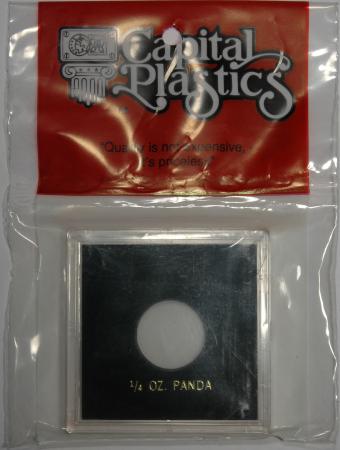 Capital
Plastics
"Quality is not expensive,
it's priceless"
1/4 OZ. PANDA